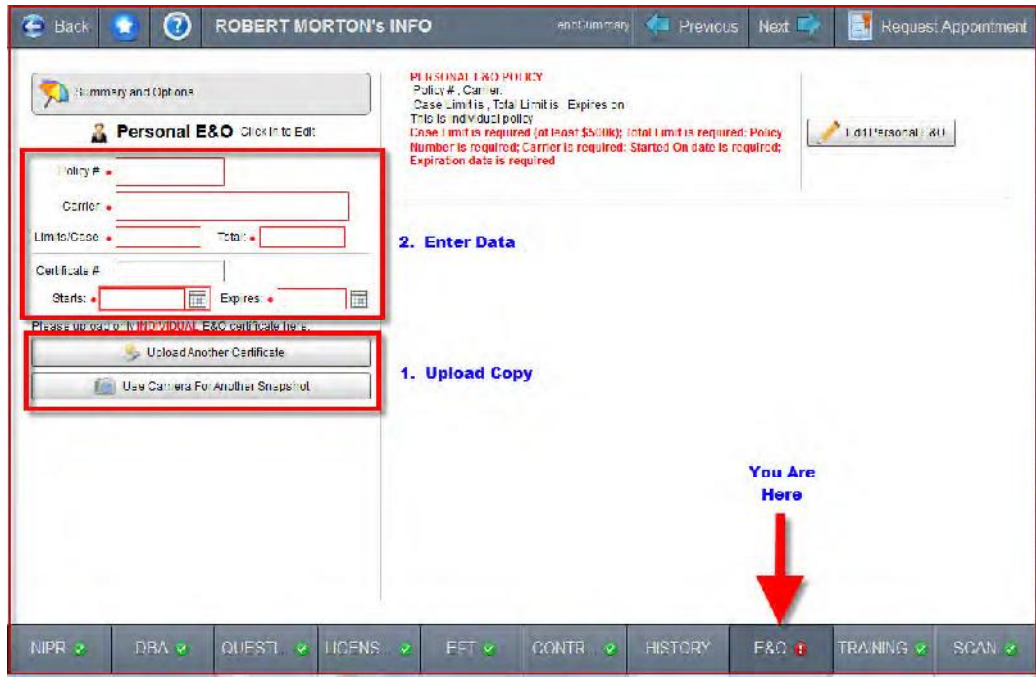 Back
?
ROBERT MORTON's INFO
Previous
Next
Request Appointment
Summary and Options
Personal E&O Click In to Edit
Policy #
Carrier
Limits/Case
Total:
Certificate #
Starts:
Expires:
Please upload only INDIVIDUAL E&O certificate here.
Upload Another Certificate
Use Camera For Another Snapshot
PERSONAL E&O POLICY
Policy # , Carrier:
Case Limit is , Total Limit is Expires on
This is individual policy
Case Limit is required (at least $500k); Total Limit is required; Policy
Number is required; Carrier is required; Started On date is required;
Expiration date is required
Edit Personal E&O
2. Enter Data
1. Upload Copy
You Are
Here
NIPR
DBA
QUESTI...
LICENS...
EFT
CONTR...
HISTORY
E&O
TRAINING
SCAN